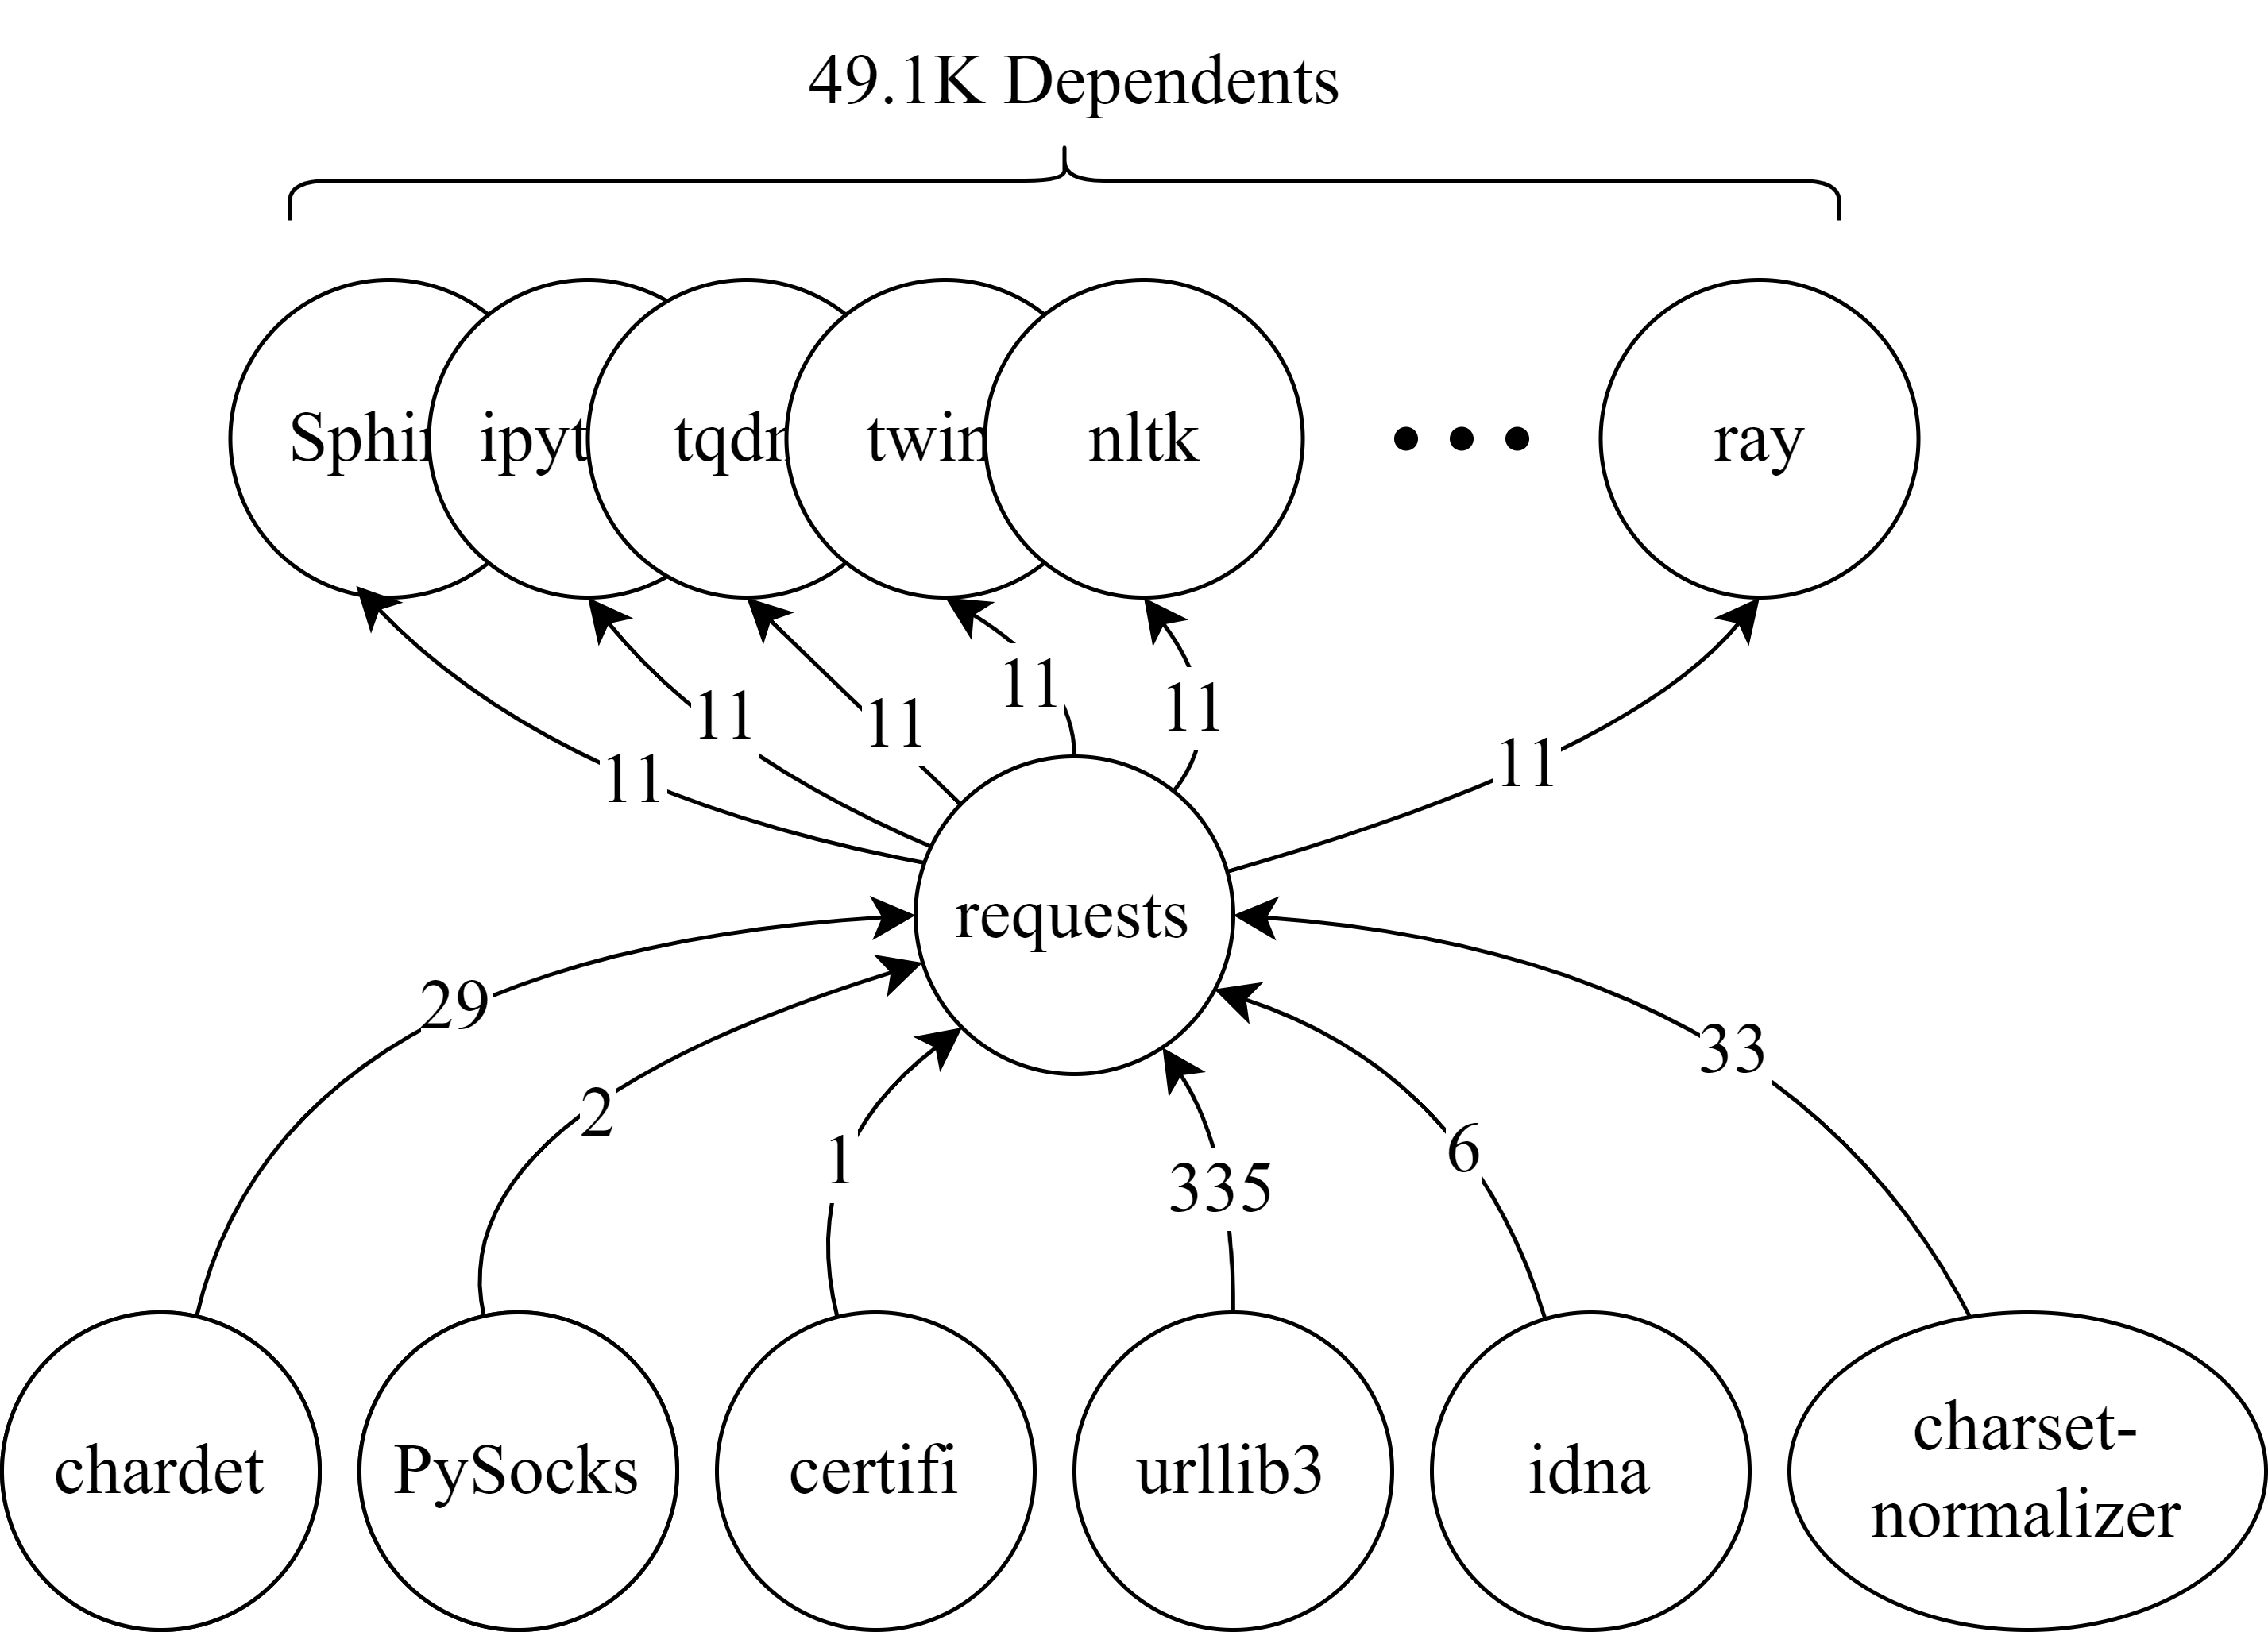 49.1K Dependents
Sphi
ipyt
tqd
twin
nltk
ray
11
11
11
11
11
11
requests
29
2
1
335
6
33
chardet
PySocks
certifi
urllib3
idna
charset-
normalizer